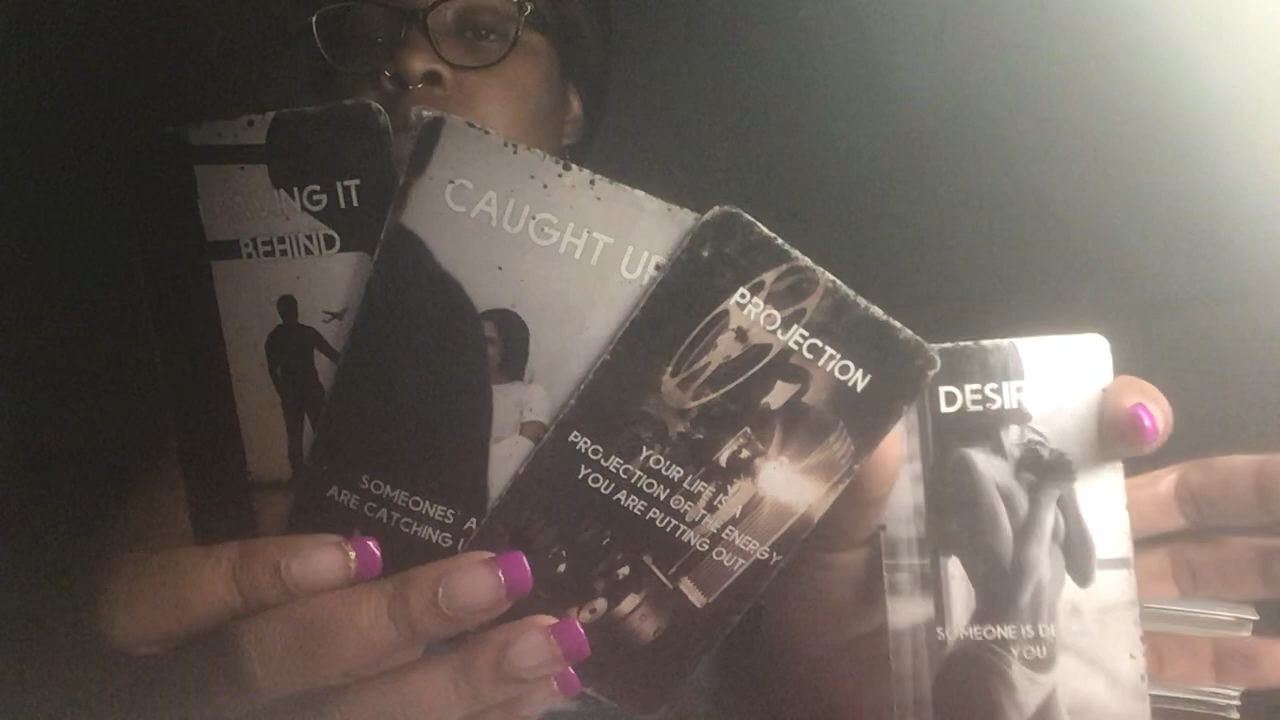 ING IT
BEHIND
CAUGHT UP
SOMEONES' A
ARE CATCHING U
PROJECTION
YOUR LIFE IS A
PROJECTION OF THE ENERGY
YOU ARE PUTTING OUT
DESIR
SOMEONE IS DE
YOU